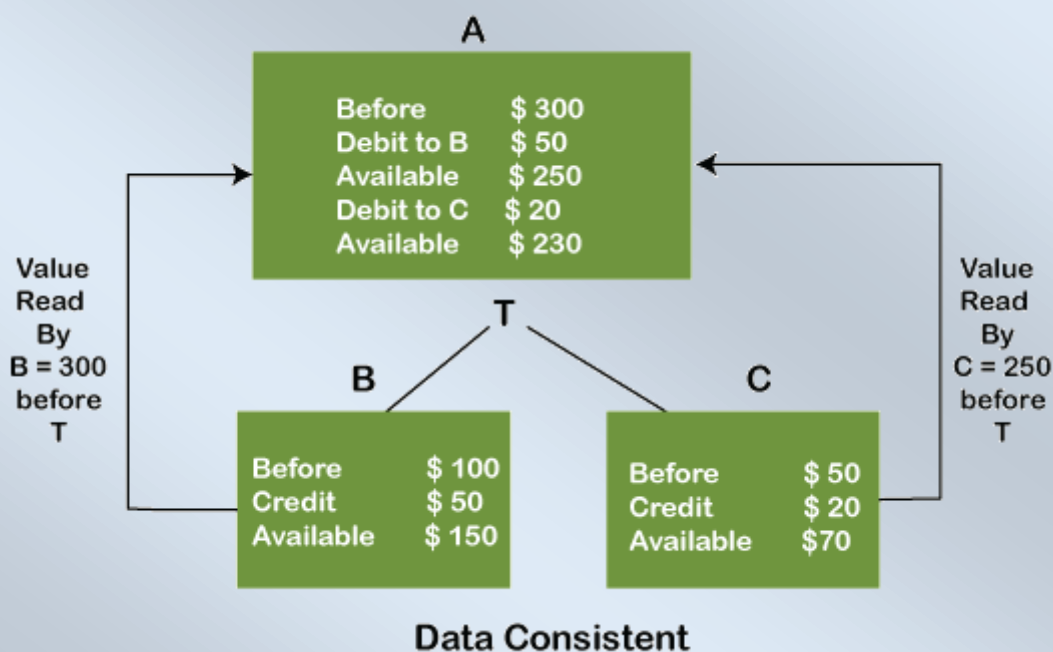 A
Before $ 300
Debit to B $ 50
Available $ 250
Debit to C $ 20
Available $ 230
Value
Read
By
B = 300
before
T
T
Value
Read
By
C = 250
before
T
B
Before $ 100
Credit $ 50
Available $ 150
C
Before $ 50
Credit $ 20
Available $70
Data Consistent